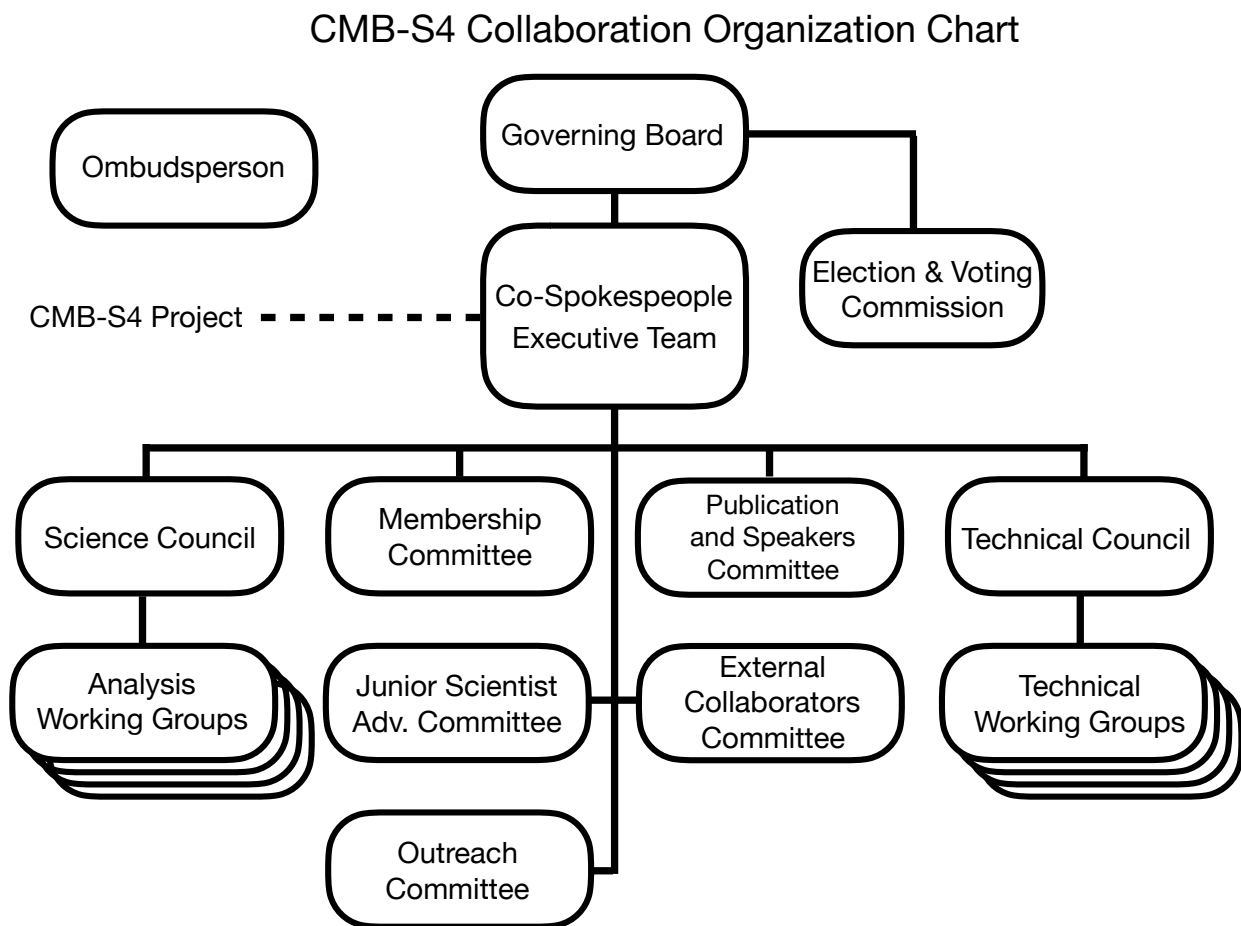 CMB-S4 Collaboration Organization Chart
Governing Board
Ombudsperson
Election & Voting
Commission
Co-Spokespeople
Executive Team
CMB-S4 Project
Science Council
Membership
Committee
Publication
and Speakers
Committee
Technical Council
Analysis
Working Groups
Junior Scientist
Adv. Committee
External
Collaborators
Committee
Technical
Working Groups
Outreach
Committee